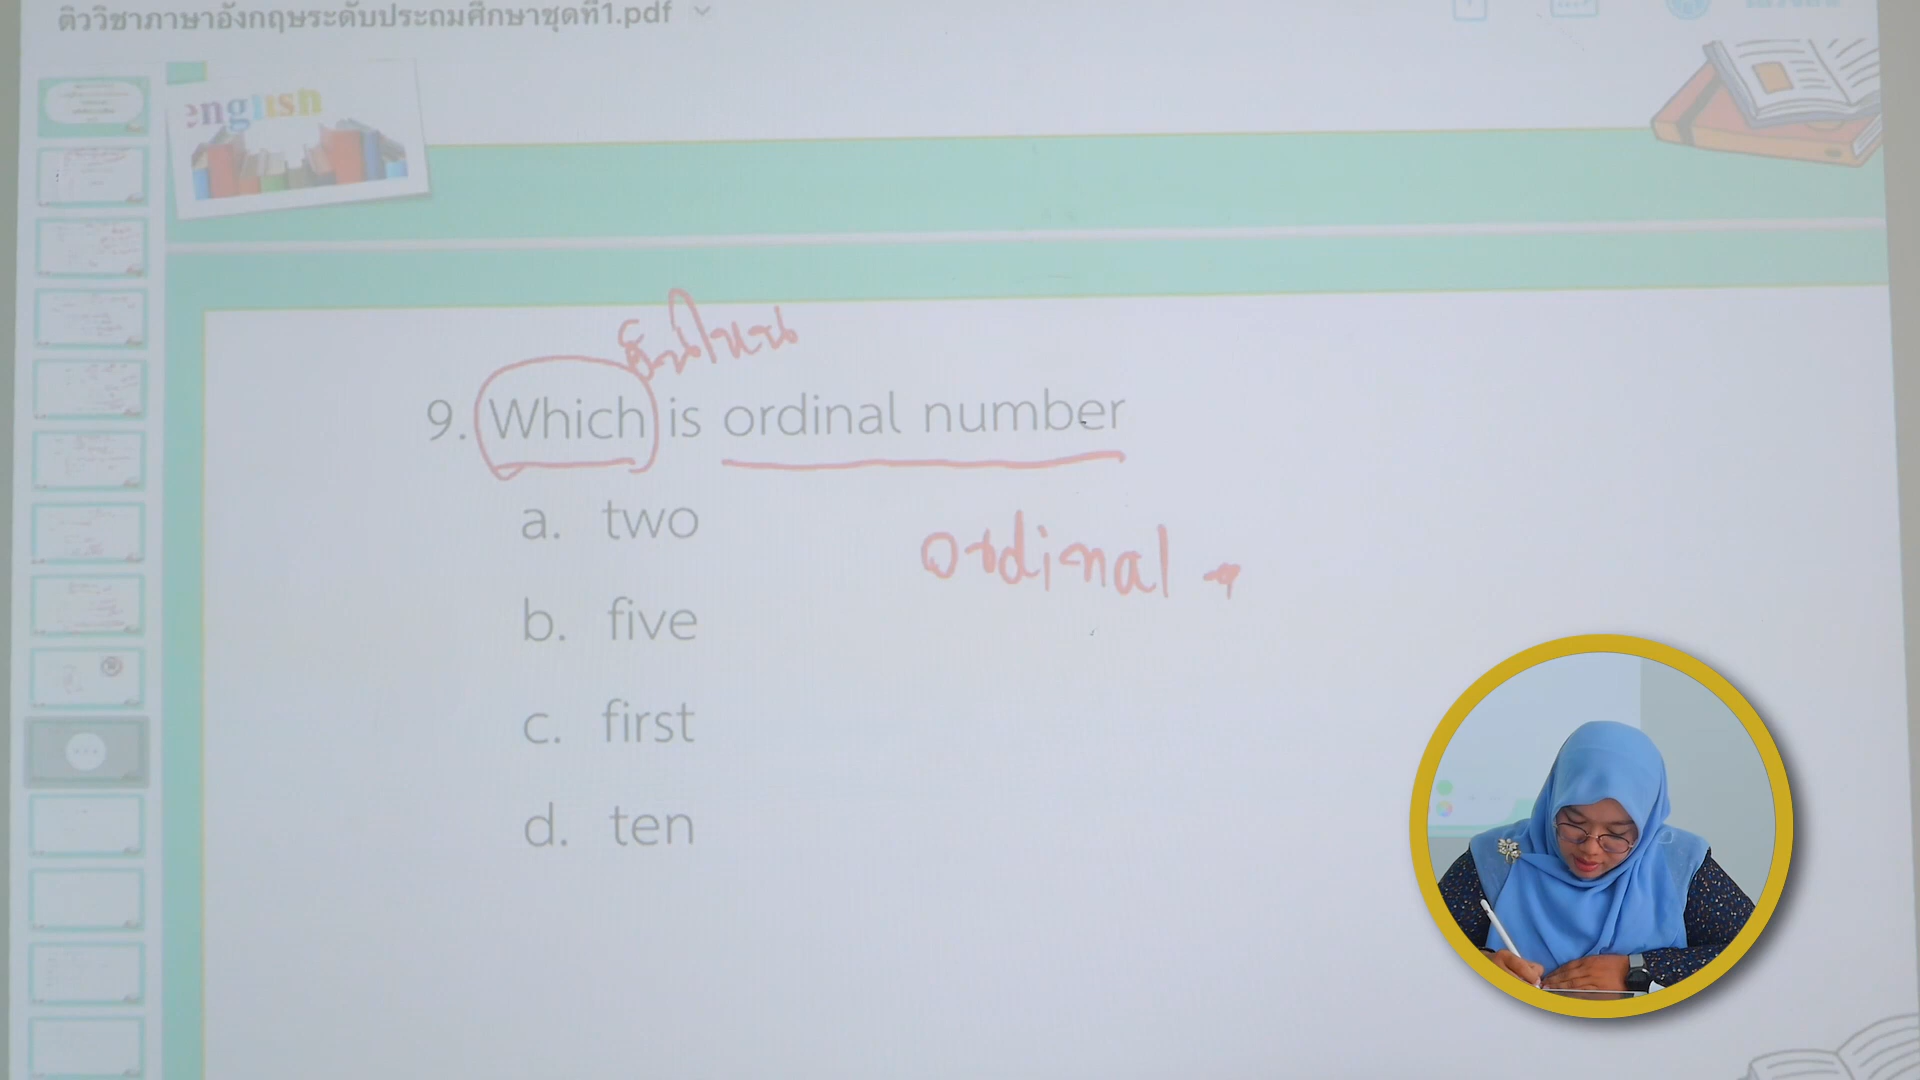 ติววิชาภาษาอังกฤษระดับประถมศึกษาชุดที่1.pdf
english
อันไหน
9. Which is ordinal number
a. two
ordinal →
b. five
c. first
d. ten